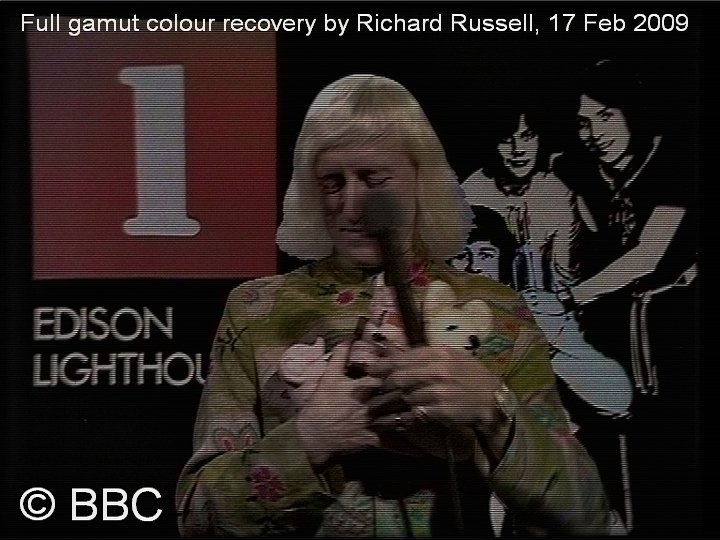 Full gamut colour recovery by Richard Russell, 17 Feb 2009
1
EDISON
LIGHTHOU
© BBC